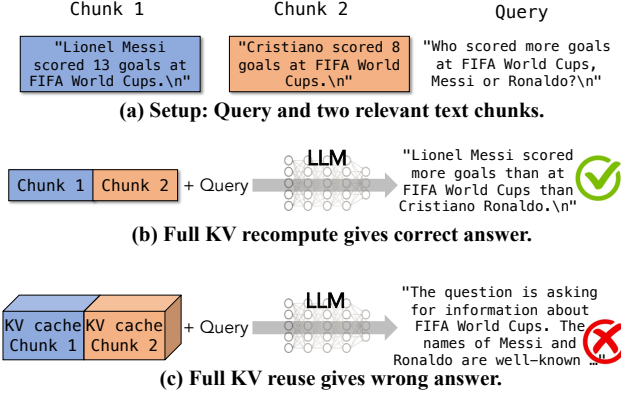 Chunk 1
Chunk 2
Query
"Lionel Messi
scored 13 goals at
FIFA World Cups.\n"
"Cristiano scored 8
goals at FIFA World
Cups.\n"
"Who scored more goals
at FIFA World Cups,
Messi or Ronaldo?\n"
(a) Setup: Query and two relevant text chunks.
Chunk 1
Chunk 2
+ Query
LLM
"Lionel Messi scored
more goals than at
FIFA World Cups than
Cristiano Ronaldo.\n"
(b) Full KV recompute gives correct answer.
KV cache
Chunk 1
KV cache
Chunk 2
+ Query
LLM
"The question is asking
for information about
FIFA World Cups. The
names of Messi and
Ronaldo are well-known …"
(c) Full KV reuse gives wrong answer.